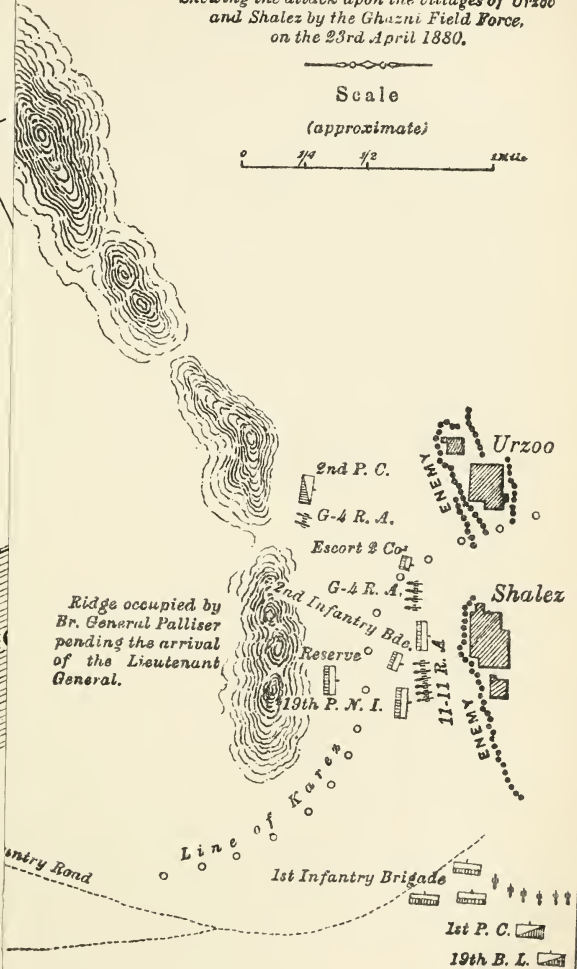 Showing the attack upon the villages of Urzoo
and Shalez by the Ghazni Field Force,
on the 23rd April 1880.
Scale
(approximate)
0 1/4 1/2 1 Mile
Urzoo
ENEMY
2nd P. C.
G-4 R. A.
Escort 2 Cos
G-4 R. A.
2nd Infantry Bde.
Shalez
Ridge occupied by
Br. General Palliser
pending the arrival
of the Lieutenant
General.
Reserve
11-11 R. A
19th P. N. I.
ENEMY
Line of Karez
Road
1st Infantry Brigade
1st P. C.
19th B. L.